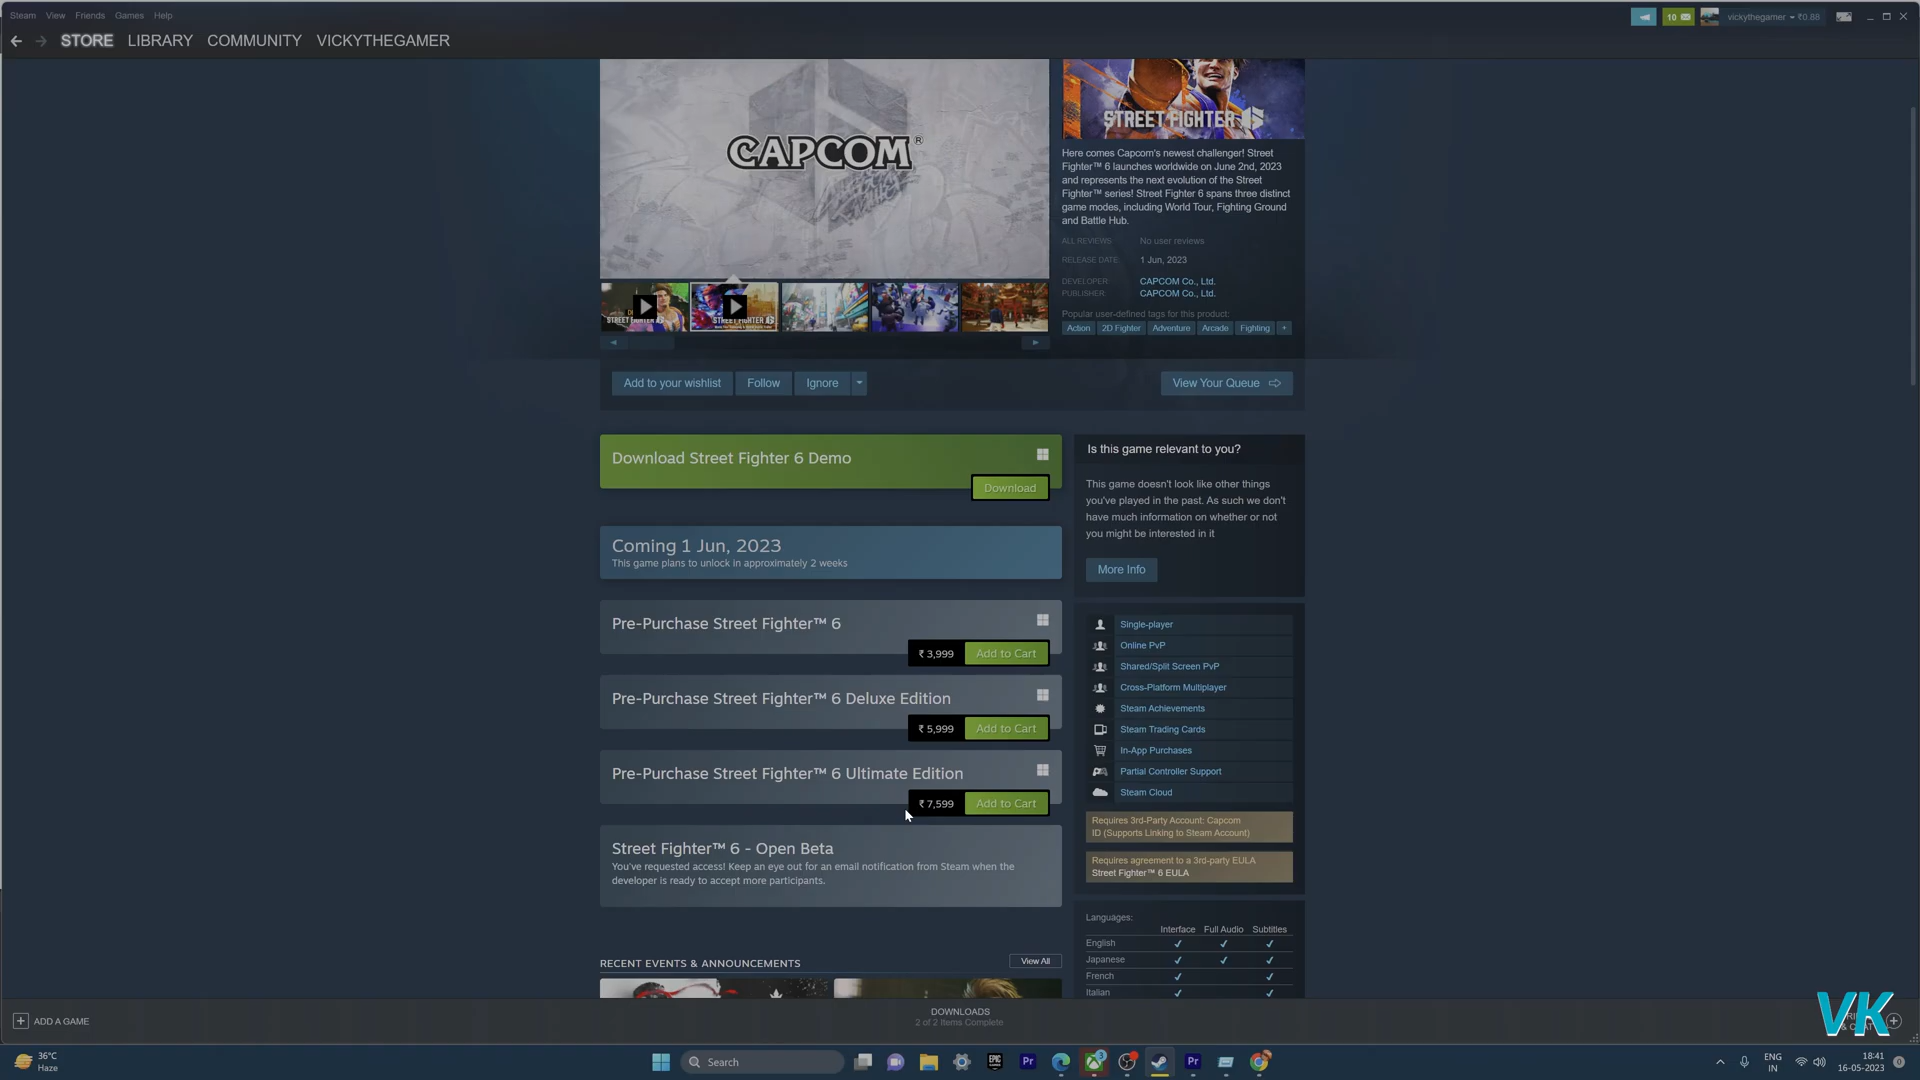 Steam View Friends Games Help
10 vickythegamer ₹0.88
STORE LIBRARY COMMUNITY VICKYTHEGAMER
CAPCOM®
STREET FIGHTER 6
Here comes Capcom's newest challenger! Street
Fighter™ 6 launches worldwide on June 2nd, 2023
and represents the next evolution of the Street
Fighter™ series! Street Fighter 6 spans three distinct
game modes, including World Tour, Fighting Ground
and Battle Hub.
ALL REVIEWS: No user reviews
RELEASE DATE: 1 Jun, 2023
DEVELOPER: CAPCOM Co., Ltd.
PUBLISHER: CAPCOM Co., Ltd.
Popular user-defined tags for this product:
Action 2D Fighter Adventure Arcade Fighting +
Add to your wishlist Follow Ignore View Your Queue
Download Street Fighter 6 Demo
Download
Coming 1 Jun, 2023
This game plans to unlock in approximately 2 weeks
Pre-Purchase Street Fighter™ 6
₹ 3,999 Add to Cart
Pre-Purchase Street Fighter™ 6 Deluxe Edition
₹ 5,999 Add to Cart
Pre-Purchase Street Fighter™ 6 Ultimate Edition
₹ 7,599 Add to Cart
Street Fighter™ 6 - Open Beta
You've requested access! Keep an eye out for an email notification from Steam when the
developer is ready to accept more participants.
Is this game relevant to you?
This game doesn't look like other things
you've played in the past. As such we don't
have much information on whether or not
you might be interested in it
More Info
Single-player
Online PvP
Shared/Split Screen PvP
Cross-Platform Multiplayer
Steam Achievements
Steam Trading Cards
In-App Purchases
Partial Controller Support
Steam Cloud
Requires 3rd-Party Account: Capcom
ID (Supports Linking to Steam Account)
Requires agreement to a 3rd-party EULA
Street Fighter™ 6 EULA
Languages:
Interface Full Audio Subtitles
English
Japanese
French
Italian
RECENT EVENTS & ANNOUNCEMENTS View All
ADD A GAME
DOWNLOADS
2 of 2 Items Complete
VK
36°C
Haze
Search
Pr
3
Pr
ENG
IN
18:41
16-05-2023